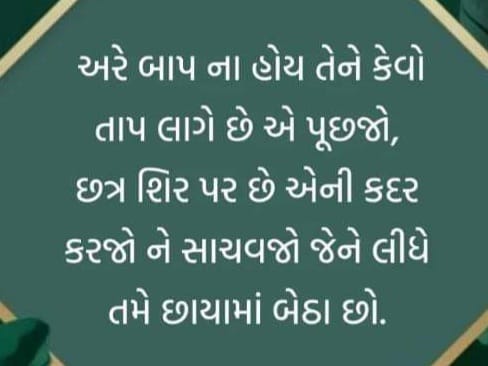 અરે બાપ ના હોય તેને કેવો
તાપ લાગે છે એ પૂછજો,
છત્ર શિર પર છે એની કદર
કરજો ને સાચવજો જેને લીધે
તમે છાયામાં બેઠા છો.